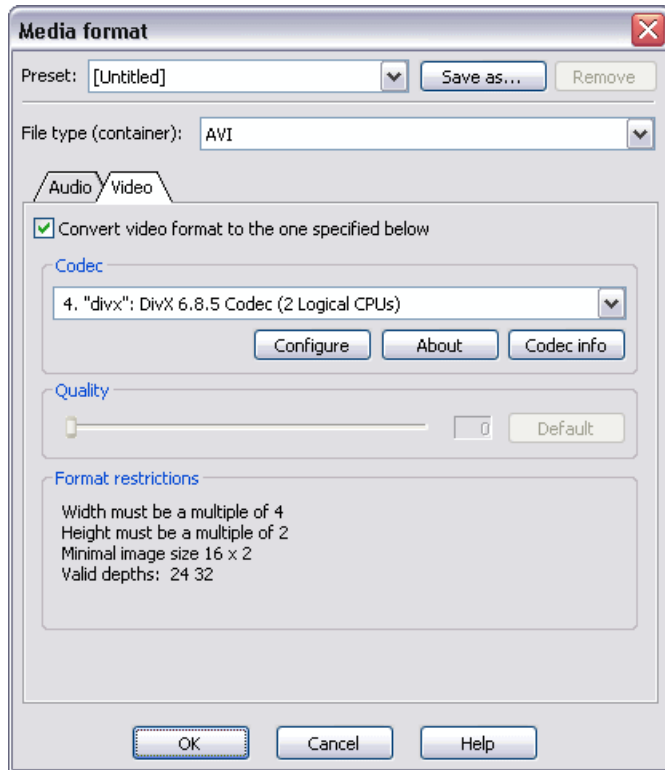 Media format
Preset: [Untitled] Save as... Remove
File type (container): AVI
Audio Video
Convert video format to the one specified below
Codec
4. "divx": DivX 6.8.5 Codec (2 Logical CPUs)
Configure About Codec info
Quality
0 Default
Format restrictions
Width must be a multiple of 4
Height must be a multiple of 2
Minimal image size 16 x 2
Valid depths: 24 32
OK Cancel Help